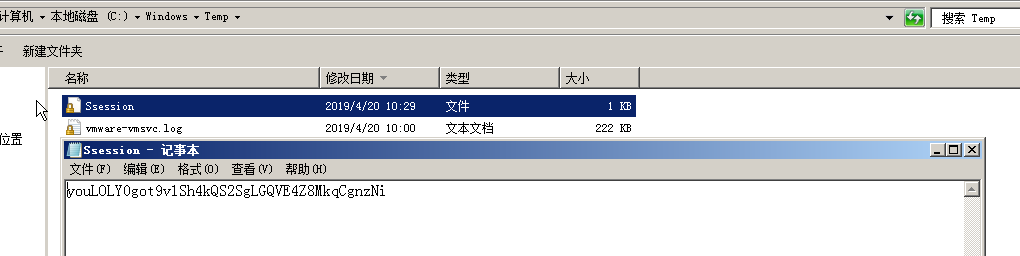 计算机 ▾ 本地磁盘 (C:) ▾ Windows ▾ Temp ▾
搜索 Temp
新建文件夹
名称 修改日期 类型 大小
Ssession 2019/4/20 10:29 文件 1 KB
vmware-vmsvc.log 2019/4/20 10:00 文本文档 222 KB
位置
Ssession - 记事本
文件(F) 编辑(E) 格式(O) 查看(V) 帮助(H)
youLOLY0got9v1Sh4kQS2SgLGQVE4Z8MkqCgnzNi